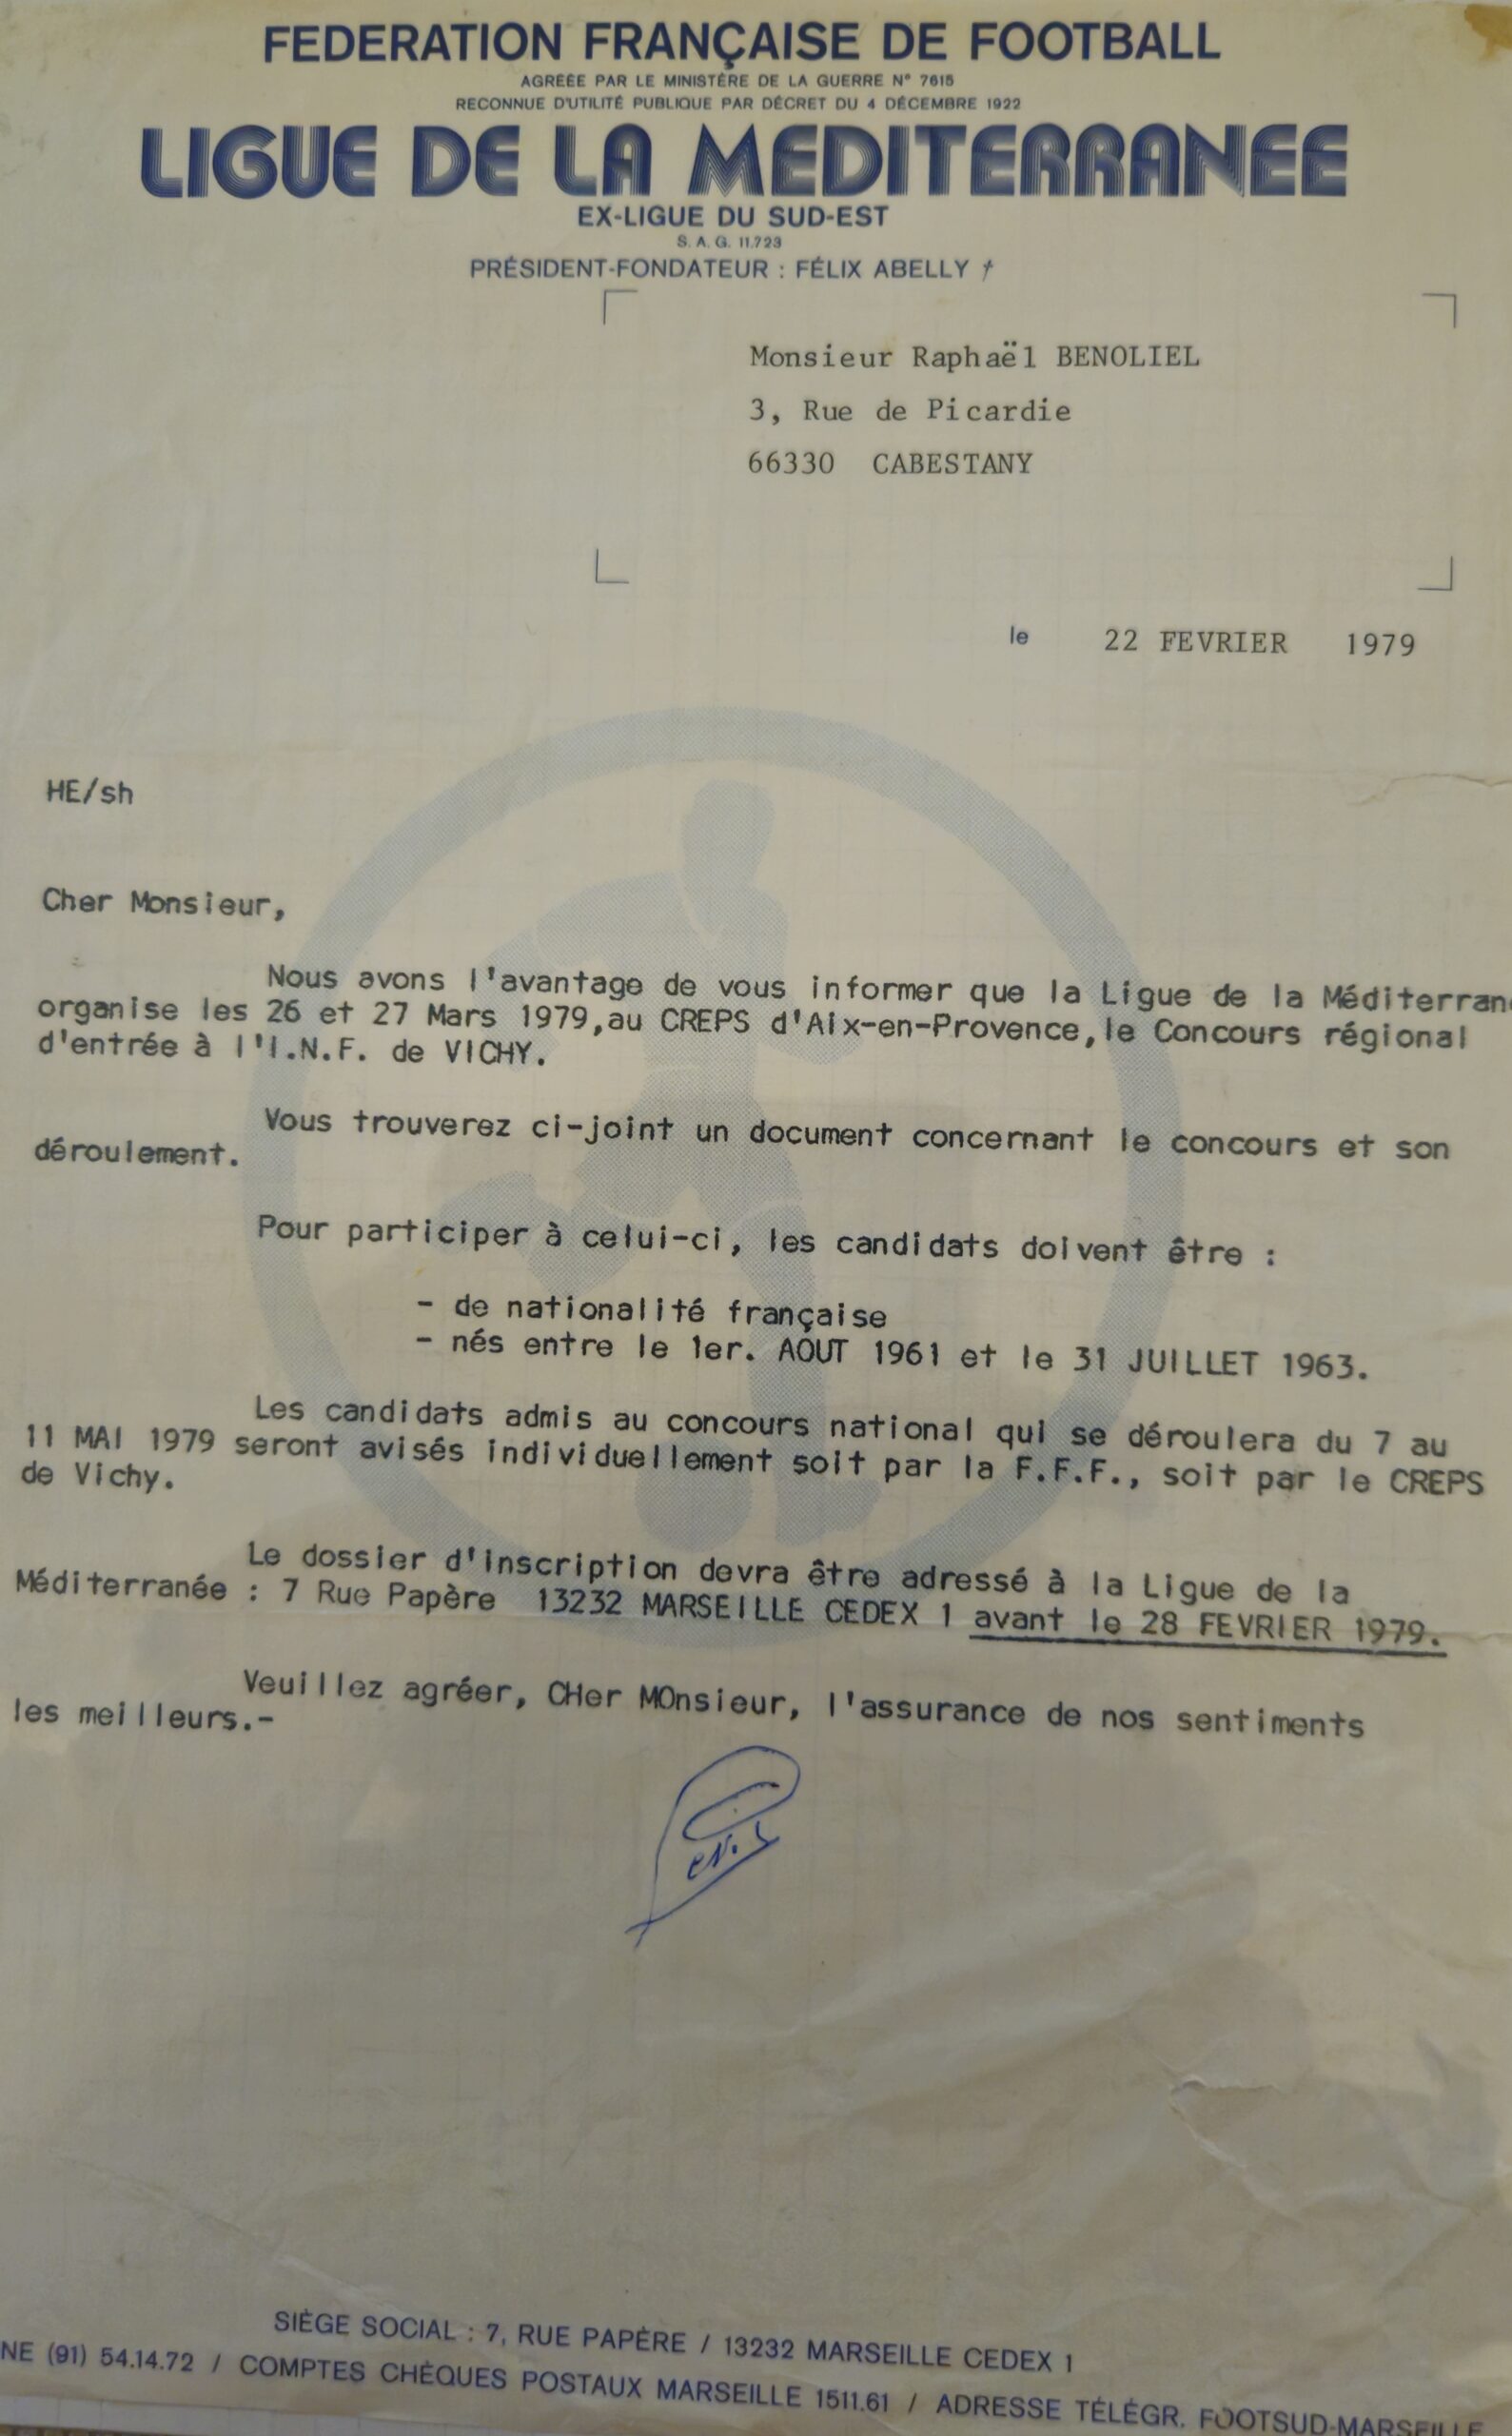 FEDERATION FRANÇAISE DE FOOTBALL
AGRÉÉE PAR LE MINISTÈRE DE LA GUERRE N° 7615
RECONNUE D'UTILITÉ PUBLIQUE PAR DÉCRET DU 4 DÉCEMBRE 1922
LIGUE DE LA MEDITERRANEE
EX-LIGUE DU SUD-EST
S. A. G. 11.723
PRÉSIDENT-FONDATEUR : FÉLIX ABELLY †
Monsieur Raphaël BENOLIEL
3, Rue de Picardie
66330 CABESTANY
le 22 FEVRIER 1979
HE/sh
Cher Monsieur,
Nous avons l'avantage de vous informer que la Ligue de la Méditerran
organise les 26 et 27 Mars 1979,au CREPS d'Aix-en-Provence,le Concours régional
d'entrée à l'I.N.F. de VICHY.
Vous trouverez ci-joint un document concernant le concours et son
déroulement.
Pour participer à celui-ci, les candidats doivent être :
- de nationalité française
- nés entre le 1er. AOUT 1961 et le 31 JUILLET 1963.
Les candidats admis au concours national qui se déroulera du 7 au
11 MAI 1979 seront avisés individuellement soit par la F.F.F., soit par le CREPS
de Vichy.
Le dossier d'inscription devra être adressé à la Ligue de la
Méditerranée : 7 Rue Papère 13232 MARSEILLE CEDEX 1 avant le 28 FEVRIER 1979.
Veuillez agréer, CHer MOnsieur, l'assurance de nos sentiments
les meilleurs.-
SIÈGE SOCIAL : 7, RUE PAPÈRE / 13232 MARSEILLE CEDEX 1
NE (91) 54.14.72 / COMPTES CHÈQUES POSTAUX MARSEILLE 1511.61 / ADRESSE TÉLÉGR. FOOTSUD-MARSEILLE